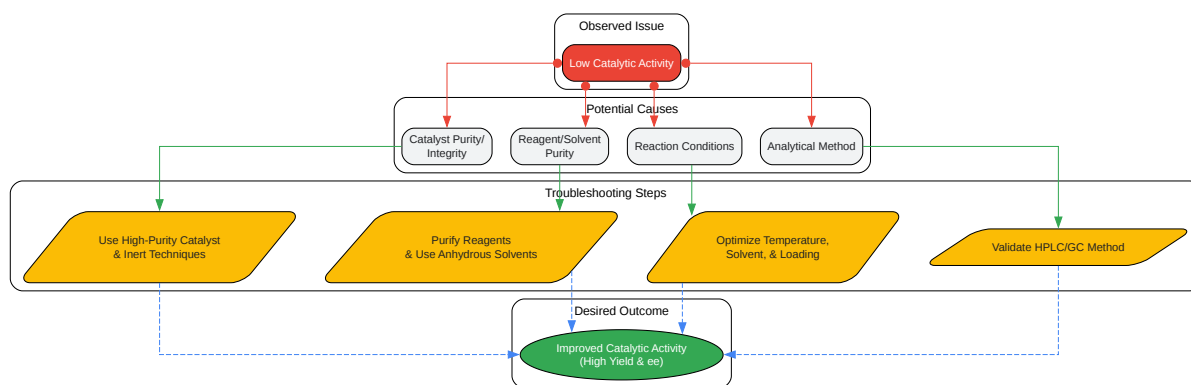 Observed Issue
Low Catalytic Activity
Potential Causes
Catalyst Purity/
Integrity
Reagent/Solvent
Purity
Reaction Conditions
Analytical Method
Troubleshooting Steps
Use High-Purity Catalyst
& Inert Techniques
Purify Reagents
& Use Anhydrous Solvents
Optimize Temperature,
Solvent, & Loading
Validate HPLC/GC Method
Desired Outcome
Improved Catalytic Activity
(High Yield & ee)